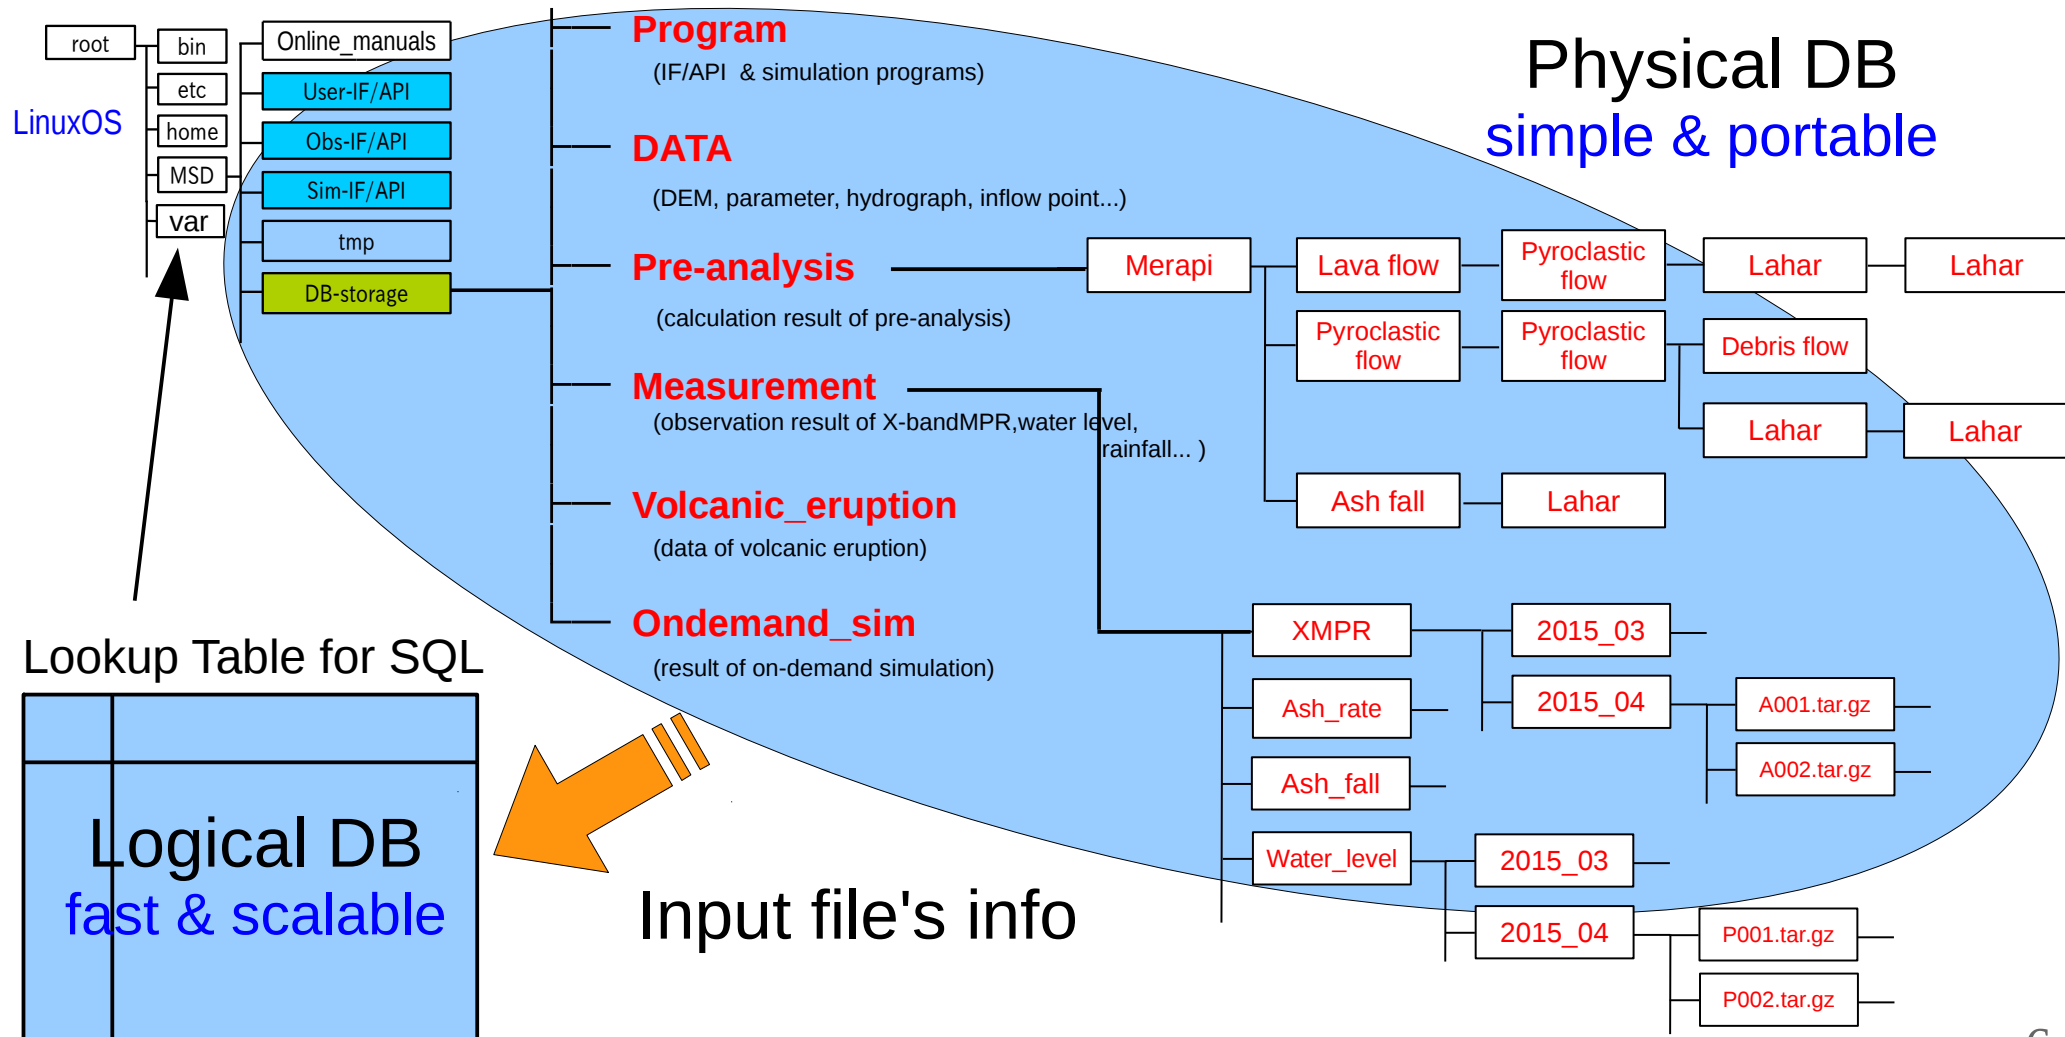 root
bin
etc
home
MSD
var
LinuxOS
Online_manuals
User-IF/API
Obs-IF/API
Sim-IF/API
tmp
DB-storage
Program
(IF/API & simulation programs)
DATA
(DEM, parameter, hydrograph, inflow point...)
Pre-analysis
(calculation result of pre-analysis)
Measurement
(observation result of X-bandMPR,water level,
rainfall... )
Volcanic_eruption
(data of volcanic eruption)
Ondemand_sim
(result of on-demand simulation)
Physical DB
simple & portable
Merapi
Lava flow
Pyroclastic
flow
Lahar
Lahar
Pyroclastic
flow
Pyroclastic
flow
Debris flow
Lahar
Lahar
Ash fall
Lahar
XMPR
2015_03
2015_04
A001.tar.gz
A002.tar.gz
Ash_rate
Ash_fall
Water_level
2015_03
2015_04
P001.tar.gz
P002.tar.gz
Lookup Table for SQL
Logical DB
fast & scalable
Input file's info